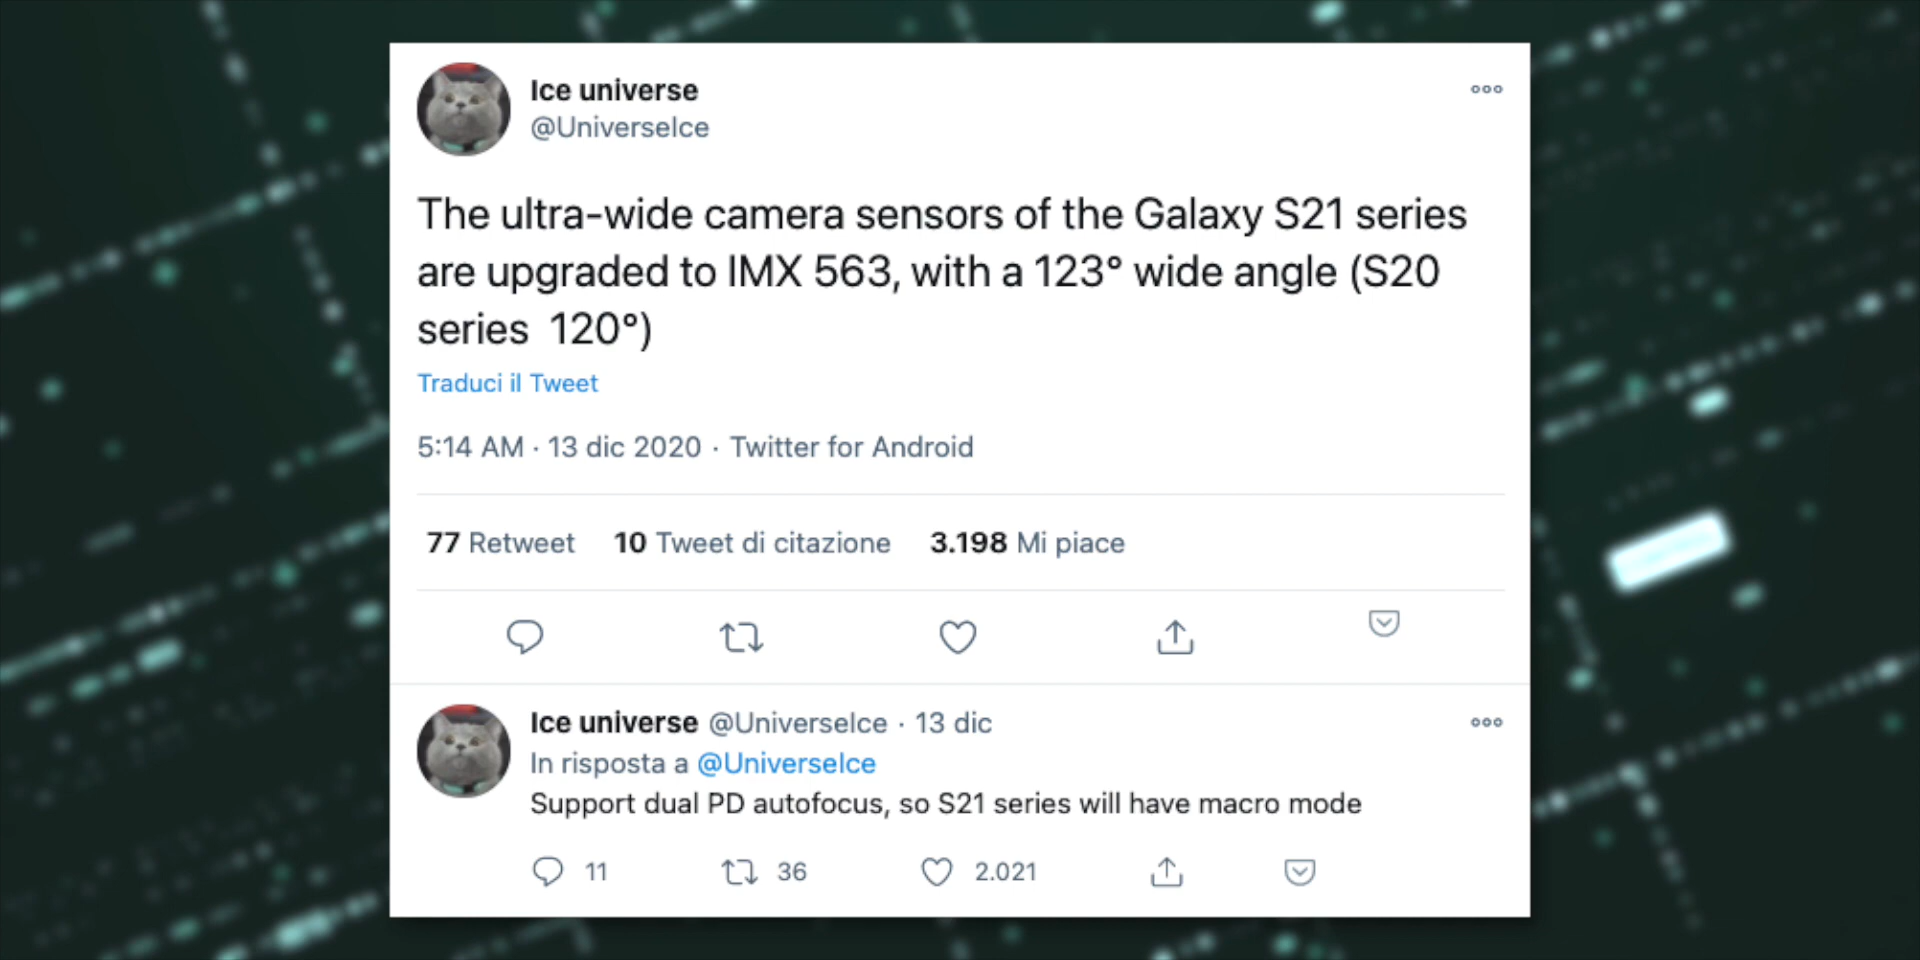 Ice universe
@UniverseIce
The ultra-wide camera sensors of the Galaxy S21 series
are upgraded to IMX 563, with a 123° wide angle (S20
series  120°)
Traduci il Tweet
5:14 AM · 13 dic 2020 · Twitter for Android
77 Retweet 10 Tweet di citazione 3.198 Mi piace
Ice universe @UniverseIce · 13 dic
In risposta a @UniverseIce
Support dual PD autofocus, so S21 series will have macro mode
11 36 2.021